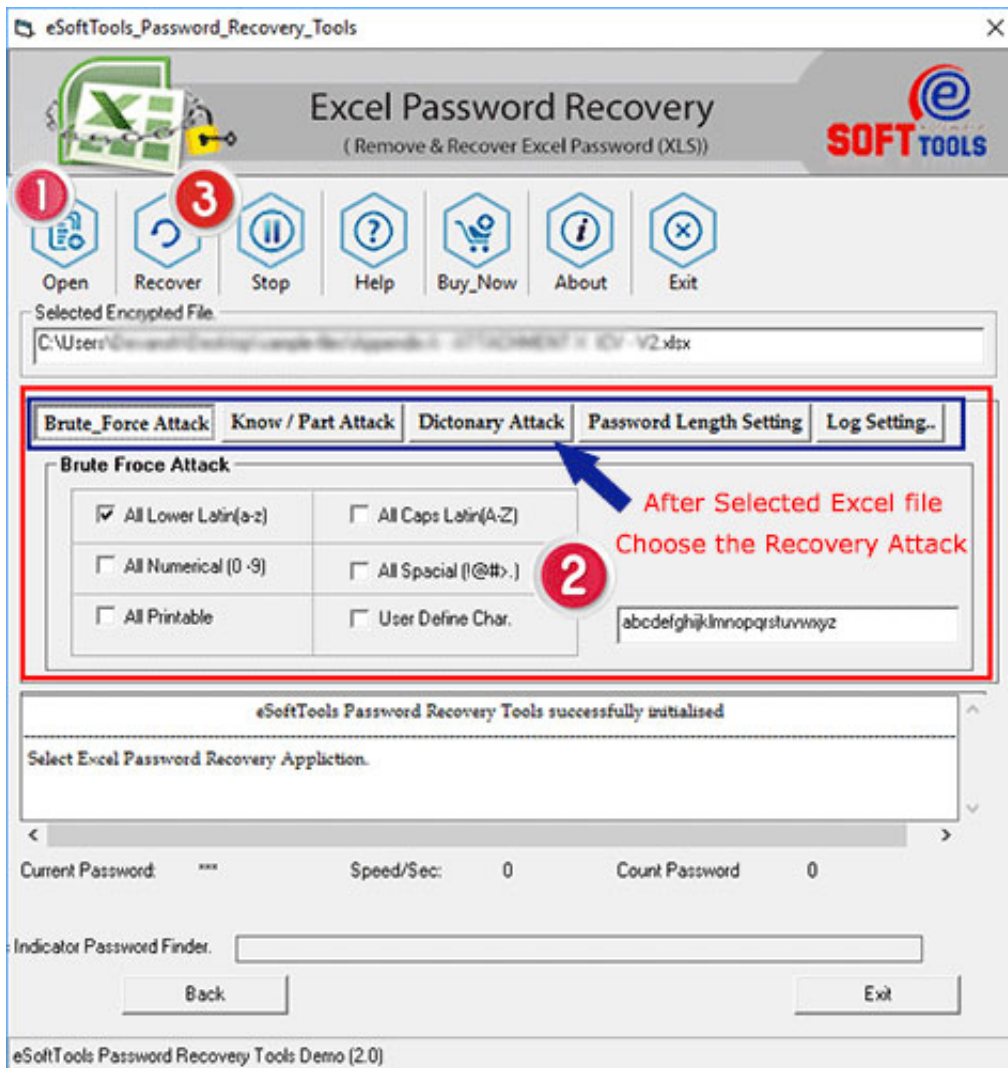 eSoftTools_Password_Recovery_Tools
Excel Password Recovery
( Remove & Recover Excel Password (XLS))
e
SOFT TOOLS
1
3
Open
Recover
Stop
Help
Buy_Now
About
Exit
Selected Encrypted File.
C:\Users V2.xlsx
Brute_Force Attack
Know / Part Attack
Dictonary Attack
Password Length Setting
Log Setting..
Brute Froce Attack
All Lower Latin(a-z)
All Caps Latin(A-Z)
After Selected Excel file
Choose the Recovery Attack
All Numerical (0 -9)
All Spacial (!@#>.)
2
All Printable
User Define Char.
abcdefghijklmnopqrstuvwxyz
eSoftTools Password Recovery Tools successfully initialised
Select Excel Password Recovery Appliction.
Current Password: ***
Speed/Sec: 0
Count Password 0
Indicator Password Finder.
Back
Exit
eSoftTools Password Recovery Tools Demo (2.0)